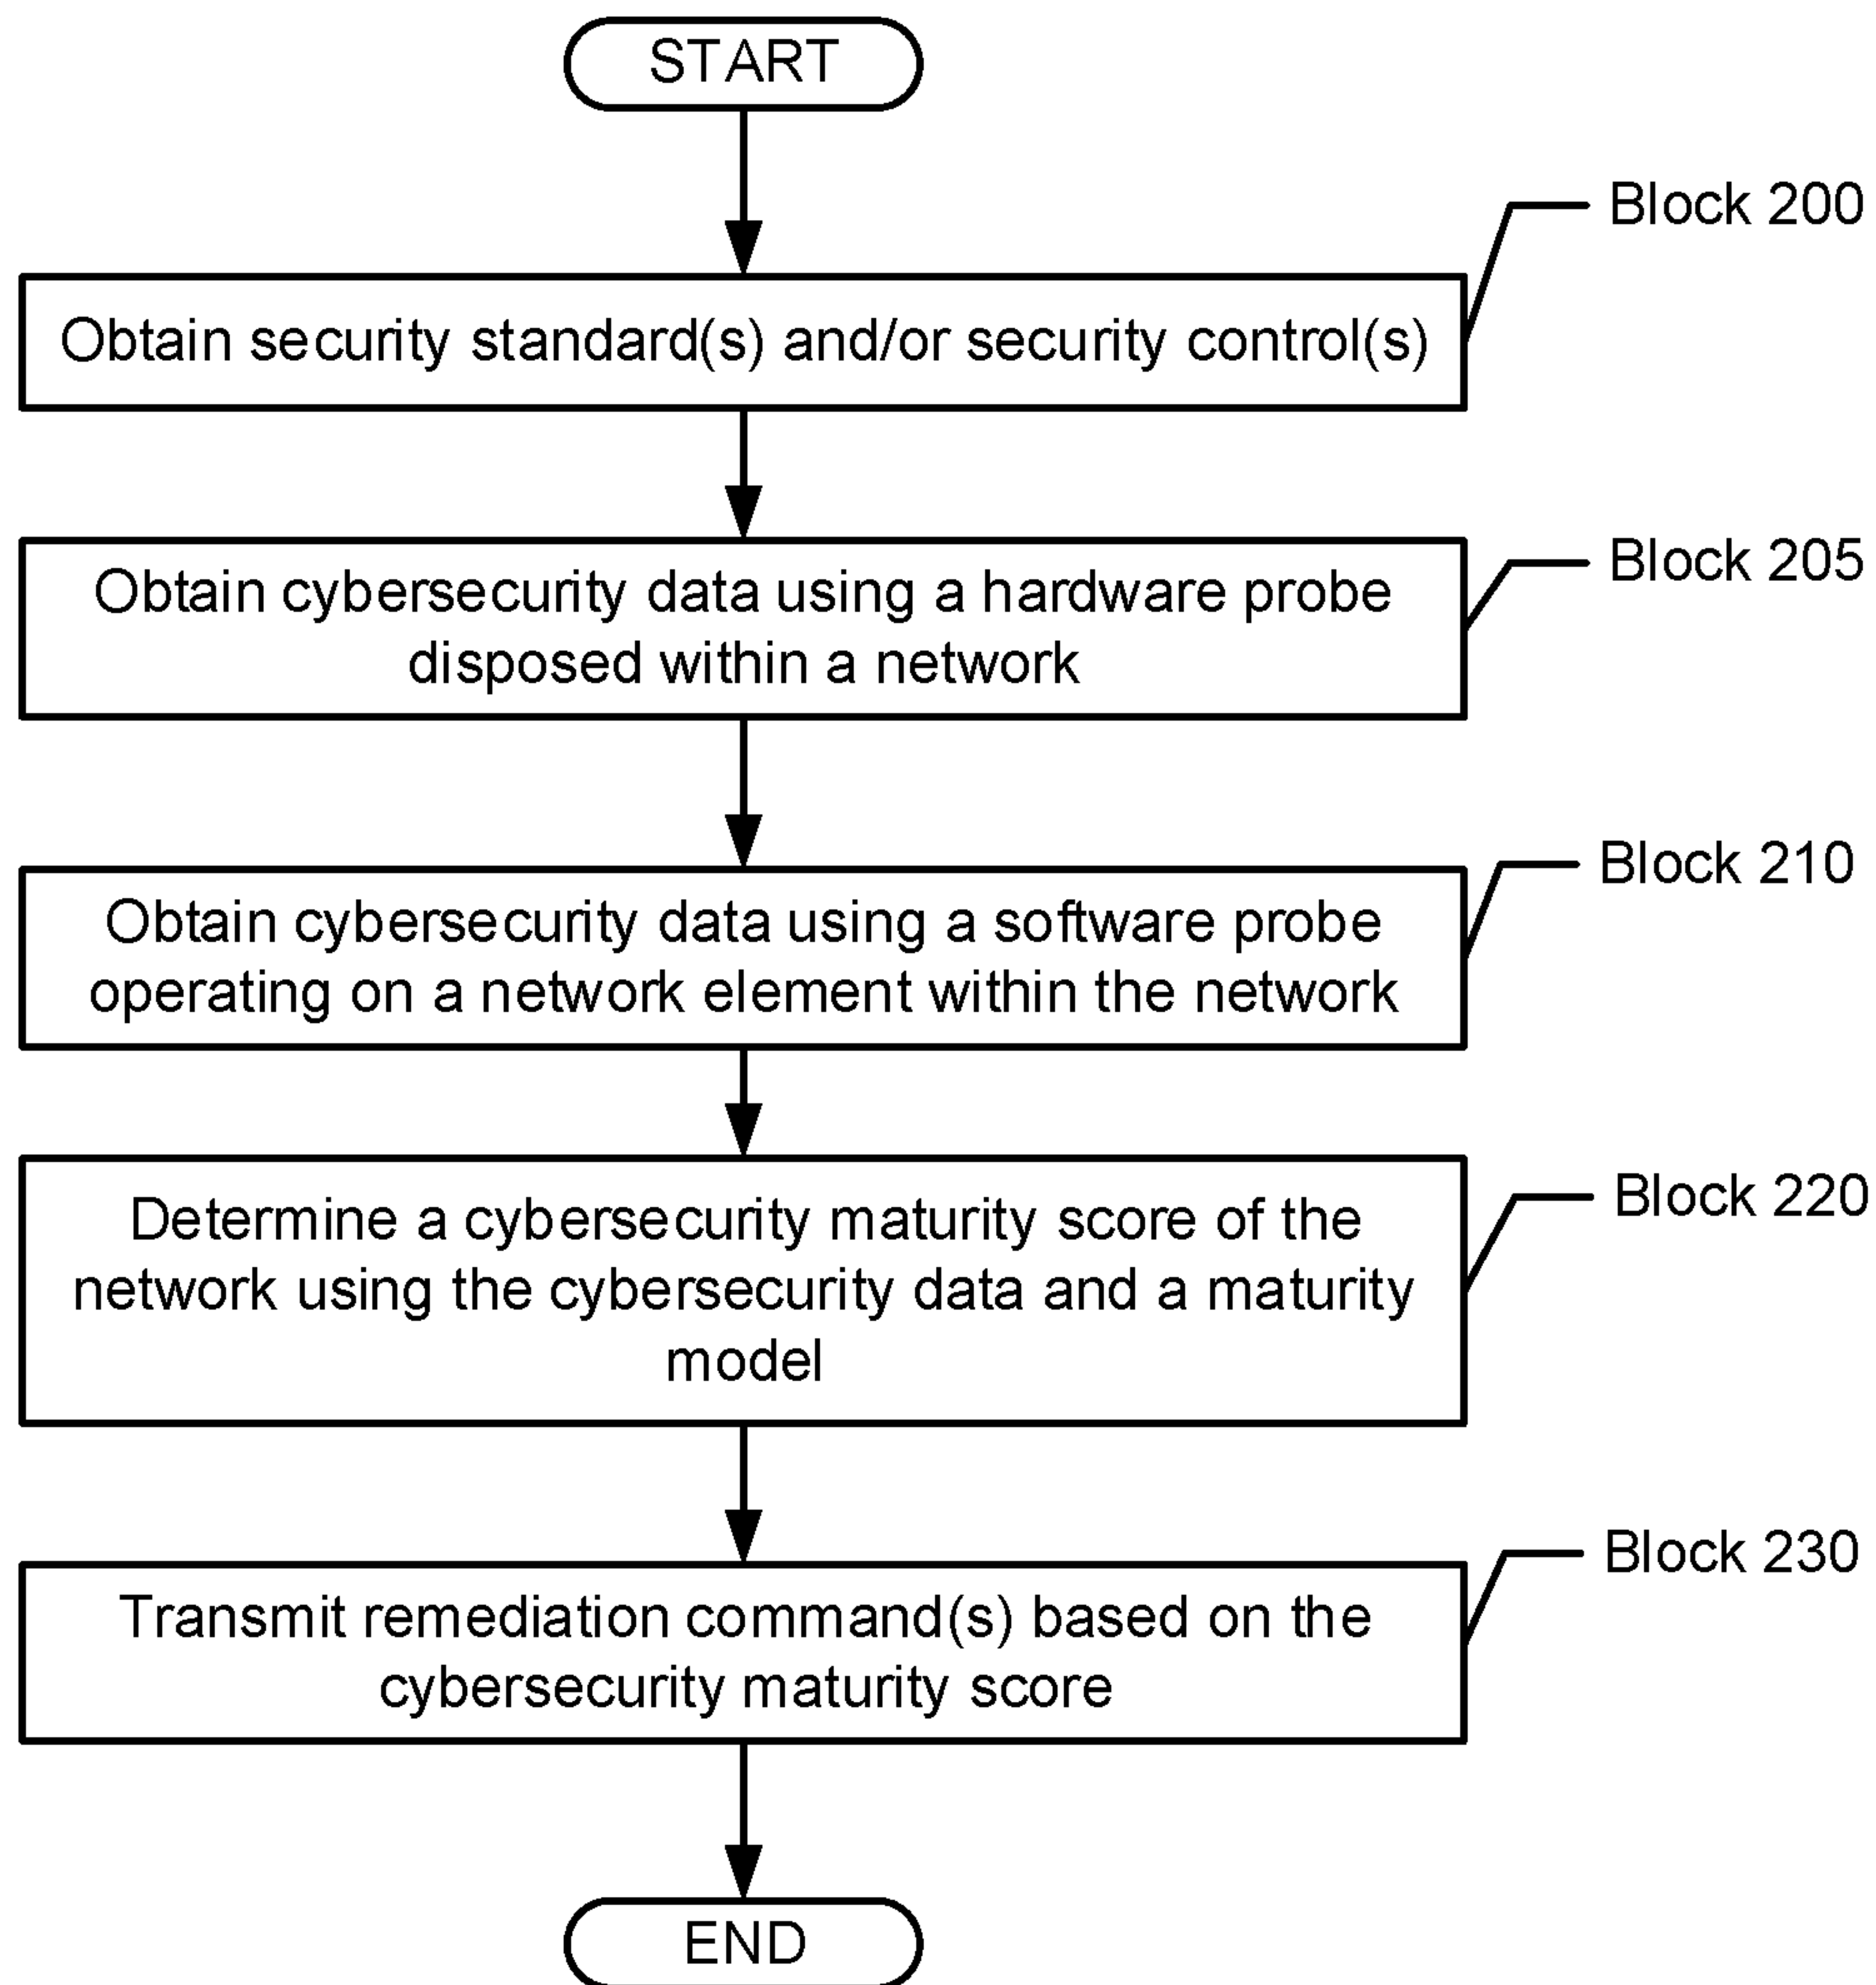 START
Block 200
Obtain security standard(s) and/or security control(s)
Block 205
Obtain cybersecurity data using a hardware probe
disposed within a network
Block 210
Obtain cybersecurity data using a software probe
operating on a network element within the network
Block 220
Determine a cybersecurity maturity score of the
network using the cybersecurity data and a maturity
model
Block 230
Transmit remediation command(s) based on the
cybersecurity maturity score
END